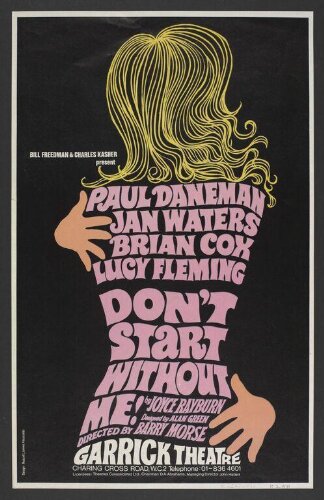 BILL FREEDMAN & CHARLES KASHER
present
PAUL DANEMAN
JAN WATERS
BRIAN COX
LUCY FLEMING
DON'T
START
WITHOUT
ME! by JOYCE RAYBURN
Designed by ALAN GREEN
DIRECTED BY BARRY MORSE
GARRICK THEATRE
CHARING CROSS ROAD, W.C.2 Telephone: 01-836 4601